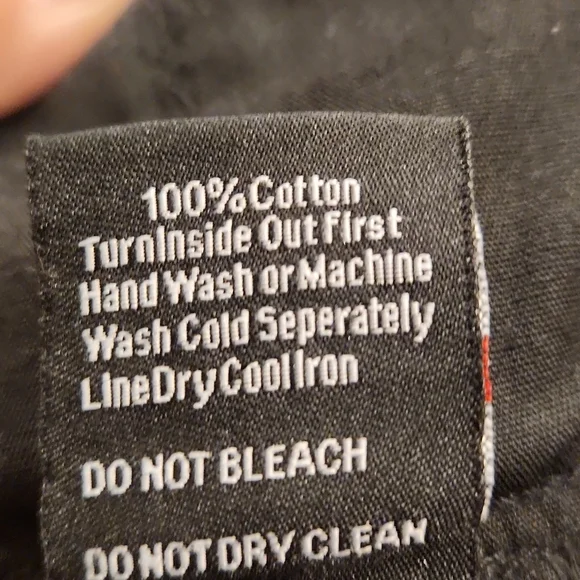 100% Cotton
Turn Inside Out First
Hand Wash or Machine
Wash Cold Seperately
Line Dry Cool Iron
DO NOT BLEACH
DO NOT DRY CLEAN